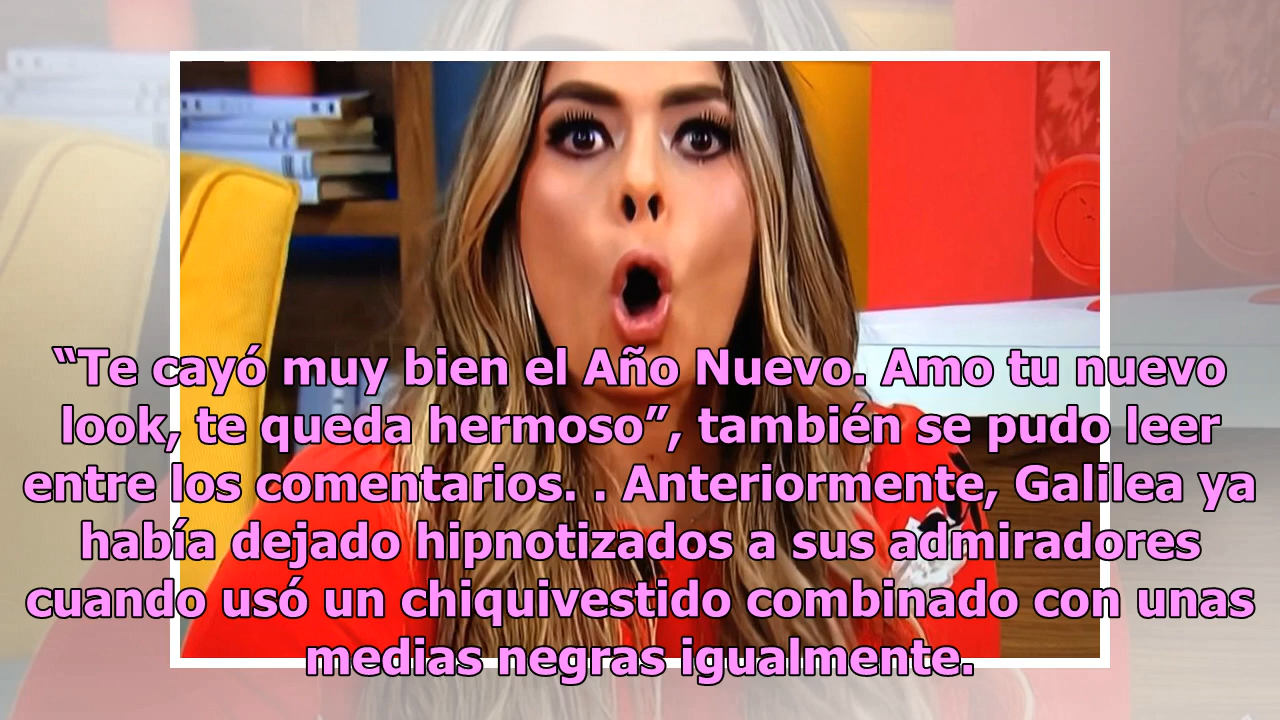 “Te cayó muy bien el Año Nuevo. Amo tu nuevo
look, te queda hermoso”, también se pudo leer
entre los comentarios. . Anteriormente, Galilea ya
había dejado hipnotizados a sus admiradores
cuando usó un chiquivestido combinado con unas
medias negras igualmente.